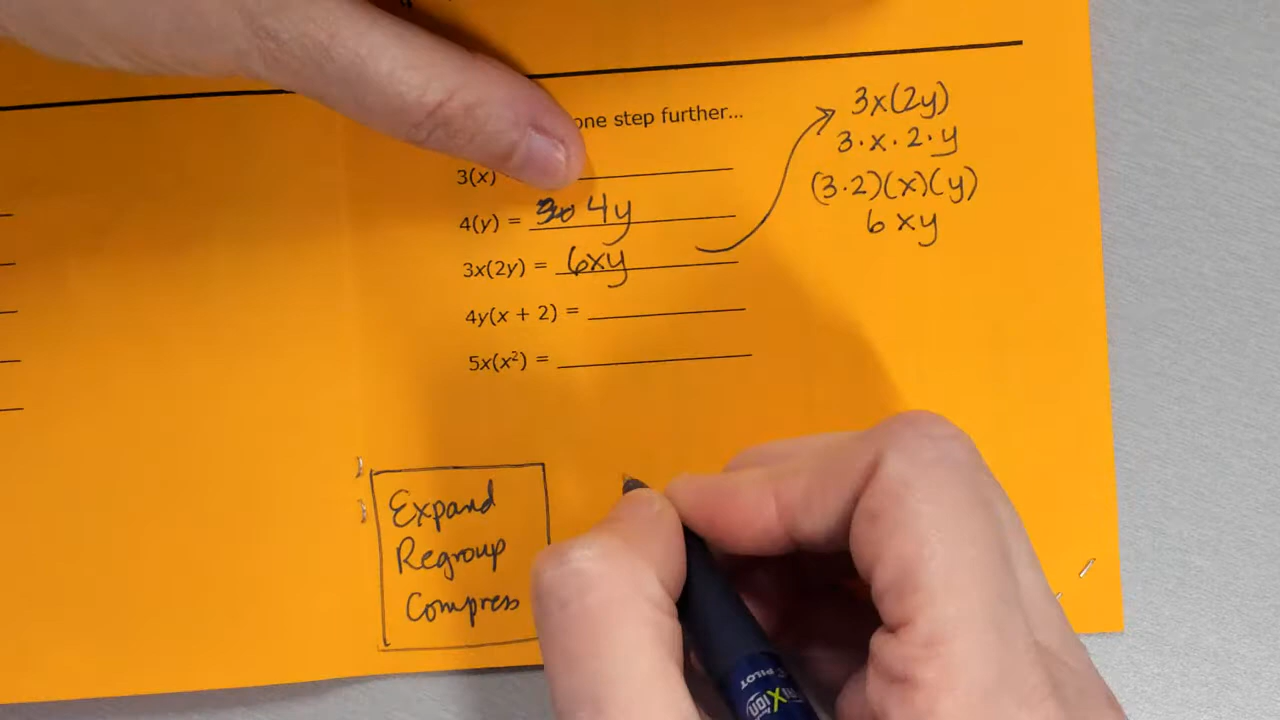 one step further...
3(x)
4(y) = 4y
3x(2y) = 6xy
4y(x + 2) =
5x(x²) =
3x(2y)
3·x·2·y
(3·2)(x)(y)
6xy
Expand
Regroup
Compress
PILOT